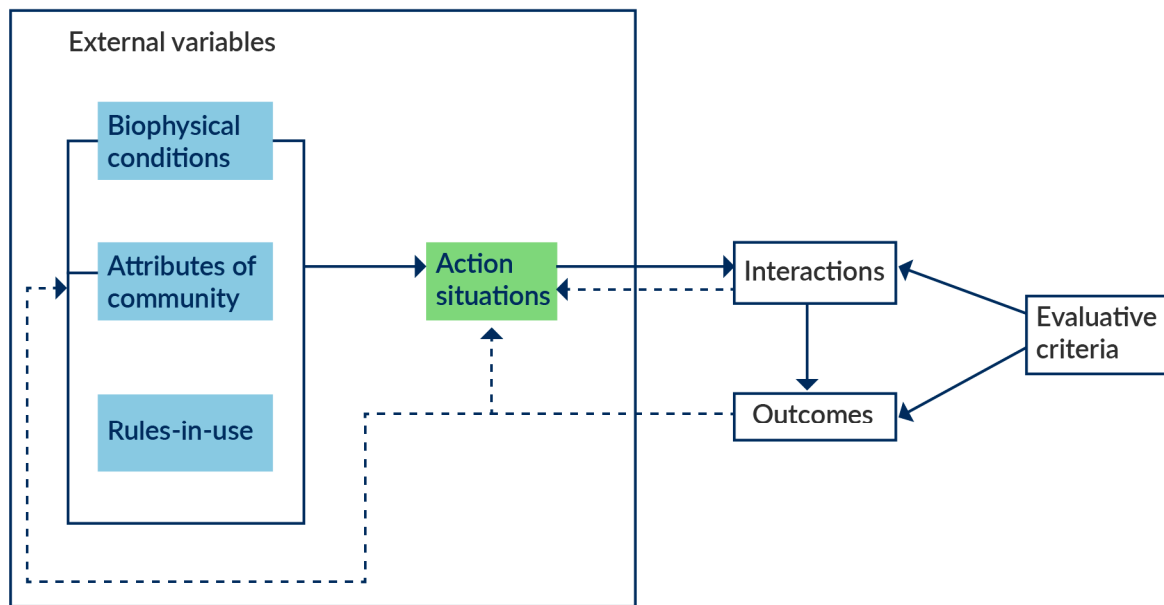 External variables
Biophysical
conditions
Attributes of
community
Rules-in-use
Action
situations
Interactions
Outcomes
Evaluative
criteria